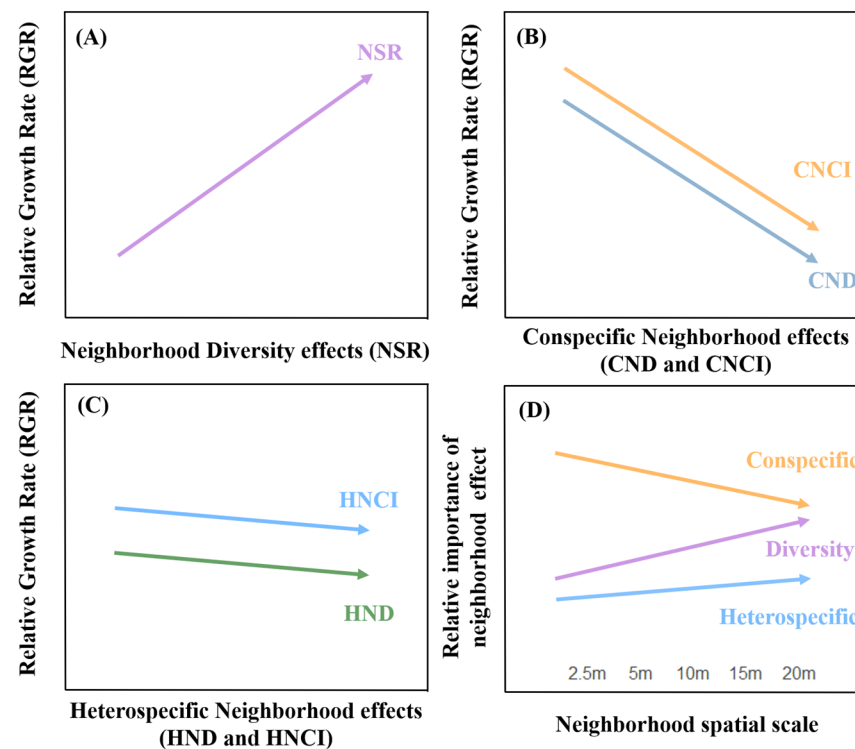 (A)
NSR
Relative Growth Rate (RGR)
Neighborhood Diversity effects (NSR)
(B)
CNCI
CND
Relative Growth Rate (RGR)
Conspecific Neighborhood effects
(CND and CNCI)
(C)
HNCI
HND
Relative Growth Rate (RGR)
Heterospecific Neighborhood effects
(HND and HNCI)
(D)
Conspecific
Diversity
Heterospecific
Relative importance of
neighborhood effect
2.5m 5m 10m 15m 20m
Neighborhood spatial scale